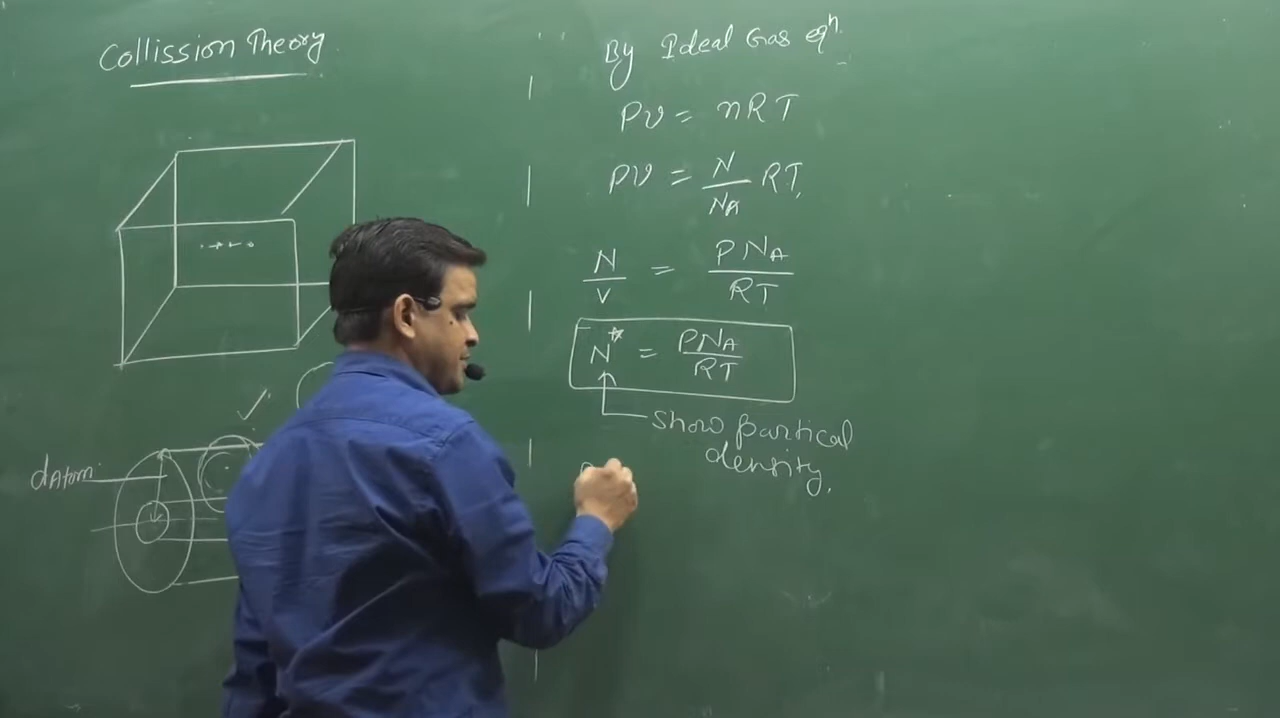 Collission Theory
dAtom
By Ideal Gas eqn.
PV = nRT
PV = N/NA RT,
N/V = PNA/RT
N* = PNA/RT
Show partical
density,